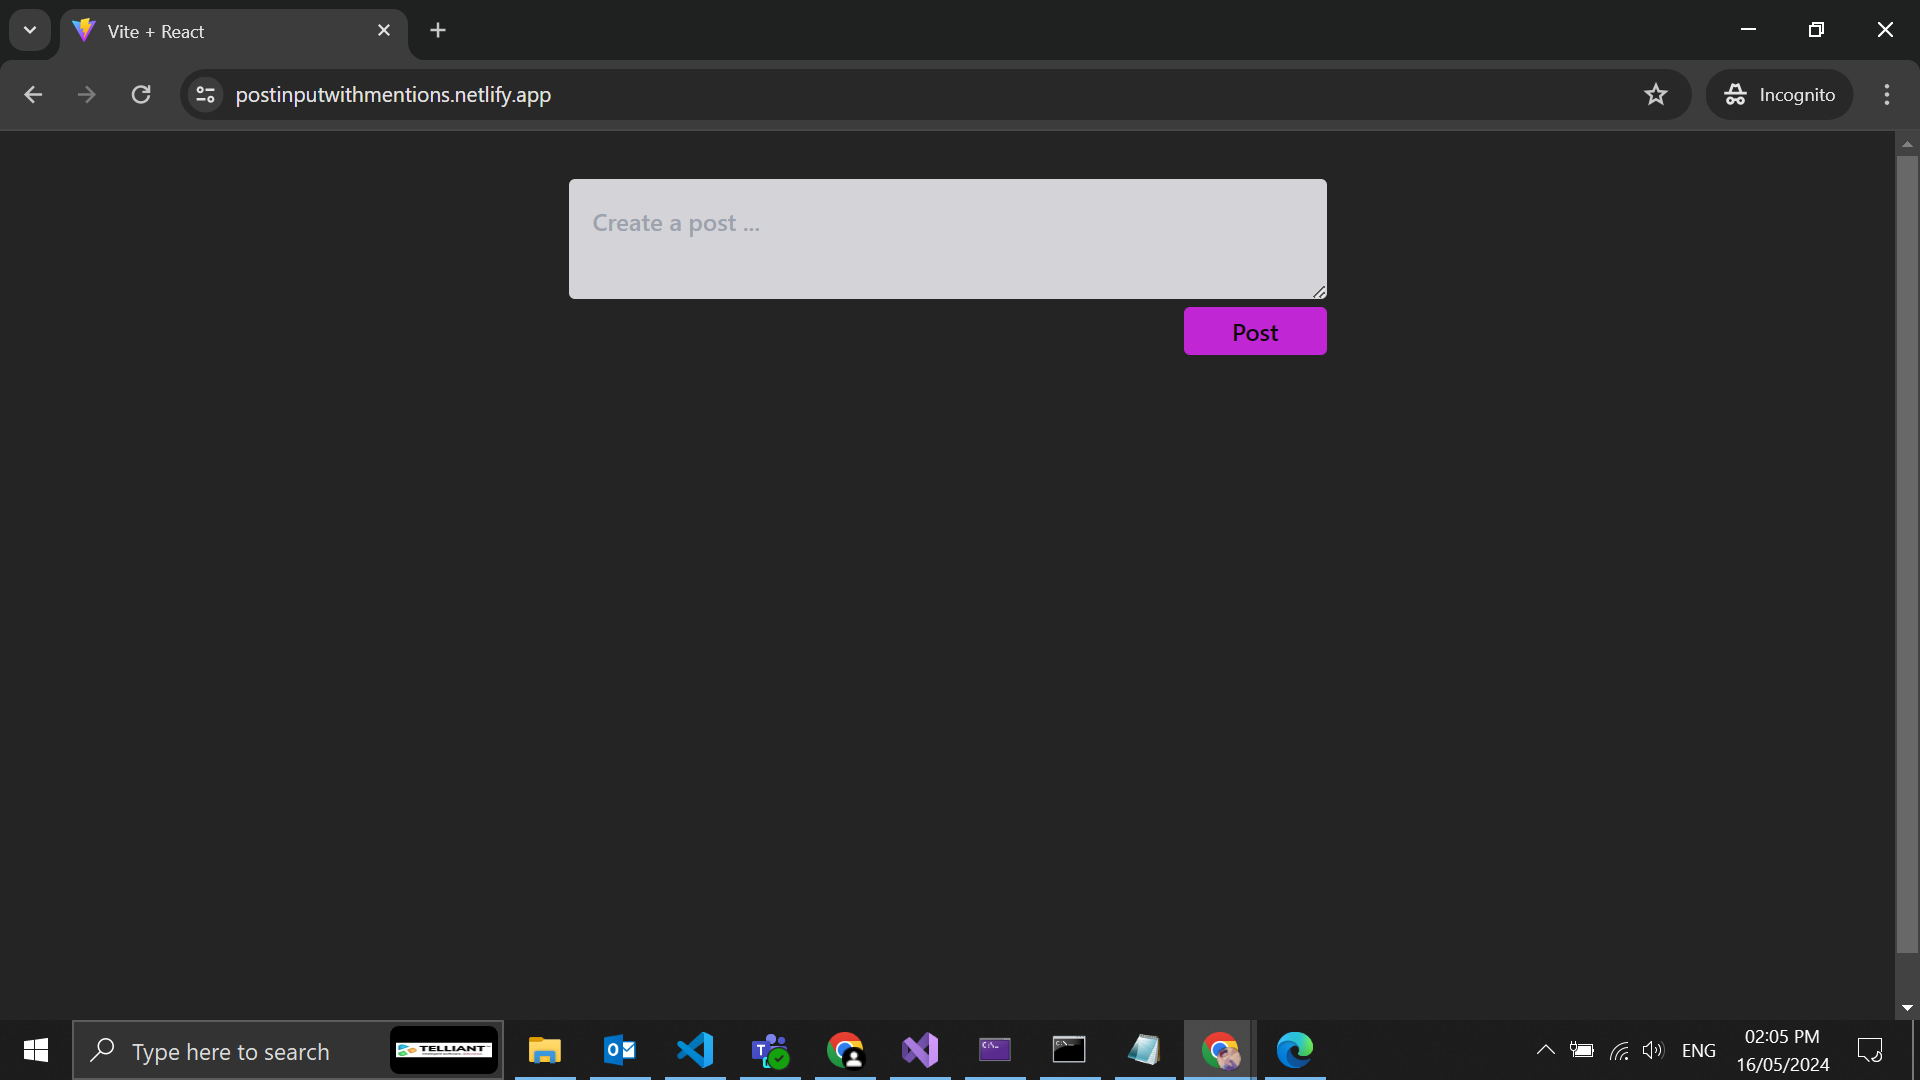 Vite + React
postinputwithmentions.netlify.app
Incognito
Create a post ...
Post
Type here to search
TELLIANT
ENG
02:05 PM
16/05/2024